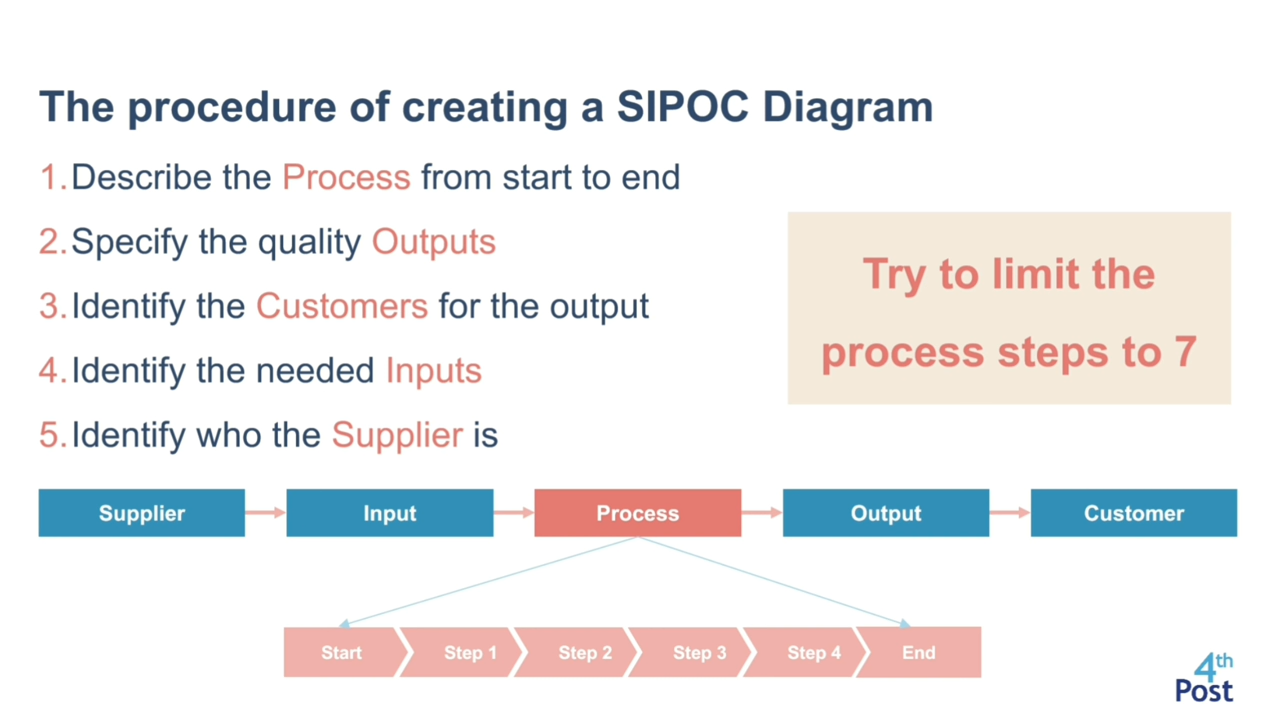 The procedure of creating a SIPOC Diagram
1. Describe the Process from start to end
2. Specify the quality Outputs
3. Identify the Customers for the output
4. Identify the needed Inputs
5. Identify who the Supplier is
Try to limit the
process steps to 7
Supplier
Input
Process
Output
Customer
Start
Step 1
Step 2
Step 3
Step 4
End
4th
Post